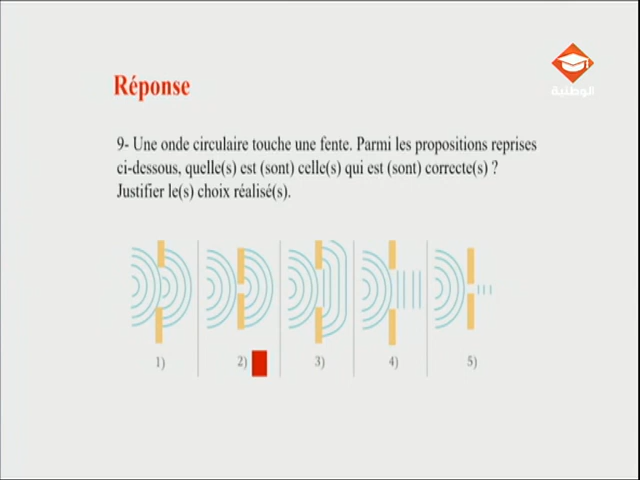 الوطنية
Réponse
9- Une onde circulaire touche une fente. Parmi les propositions reprises
ci-dessous, quelle(s) est (sont) celle(s) qui est (sont) correcte(s) ?
Justifier le(s) choix réalisé(s).
1) 2) 3) 4) 5)